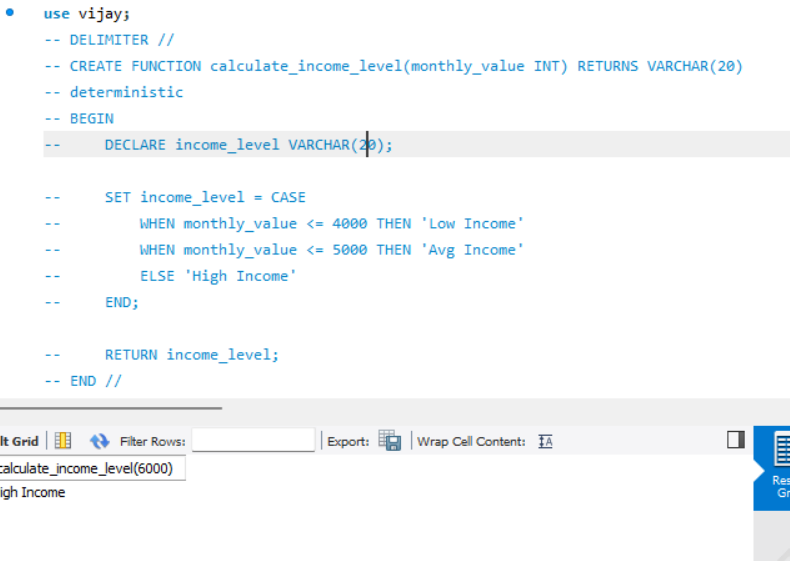 use vijay;
-- DELIMITER //
-- CREATE FUNCTION calculate_income_level(monthly_value INT) RETURNS VARCHAR(20)
-- deterministic
-- BEGIN
--     DECLARE income_level VARCHAR(20);
--     SET income_level = CASE
--         WHEN monthly_value <= 4000 THEN 'Low Income'
--         WHEN monthly_value <= 5000 THEN 'Avg Income'
--         ELSE 'High Income'
--     END;
--     RETURN income_level;
-- END //
lt Grid Filter Rows: Export: Wrap Cell Content: IA
calculate_income_level(6000)
igh Income
Res
Gr